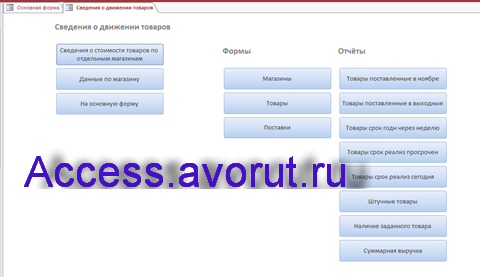 Основная форма Сведения о движении товаров
Сведения о движении товаров
Сведения о стоимости товаров по
отдельным магазинам
Данные по магазину
На основную форму
Формы
Магазины
Товары
Поставки
Отчёты
Товары поставленные в ноябре
Товары поставленные в выходные
Товары срок годн через неделю
Товары срок реализ просрочен
Товары срок реализ сегодня
Штучные товары
Наличие заданного товара
Суммарная выручка
Access.avorut.ru